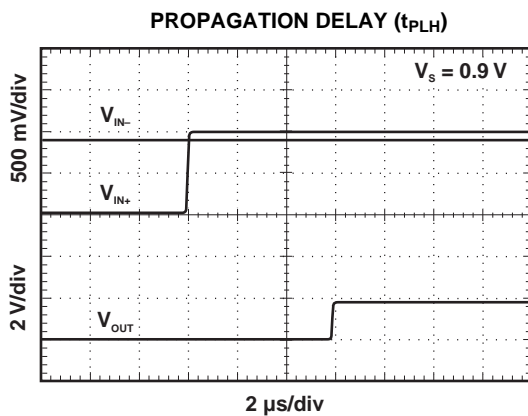 PROPAGATION DELAY (tPLH)
VS = 0.9 V
VIN–
500 mV/div
VIN+
2 V/div
VOUT
2 µs/div